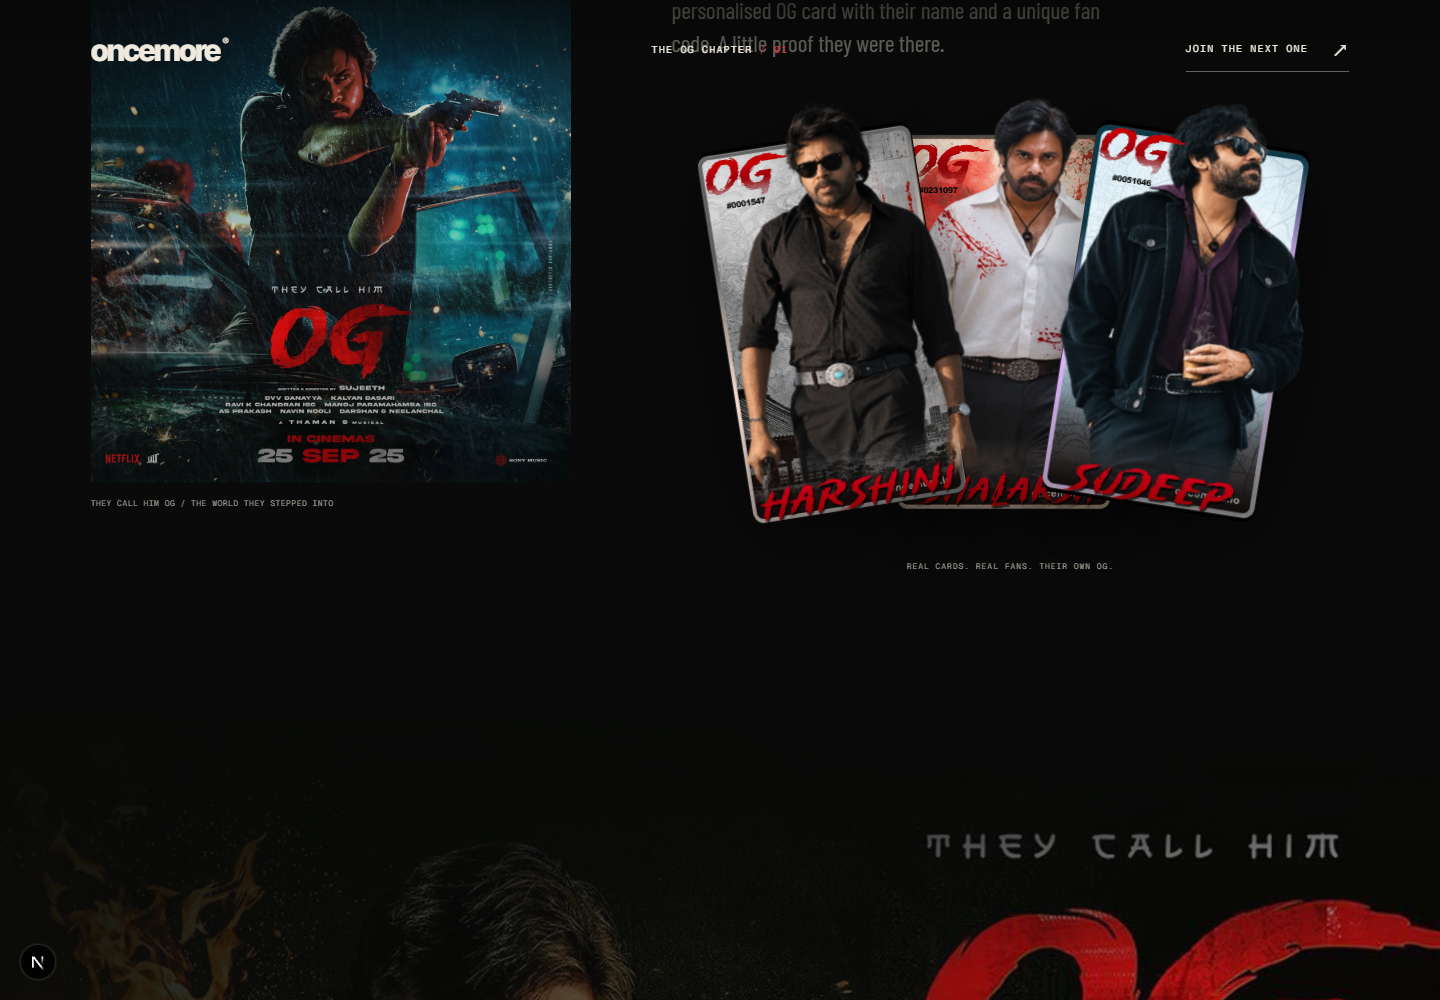 personalised OG card with their name and a unique fan
code. A little proof they were there.
oncemore®
THE OG CHAPTER / 01
JOIN THE NEXT ONE ↗
THEY CALL HIM
OG
WRITTEN & DIRECTED BY SUJEETH
DVV DANAYYA KALYAN DASARI
RAVI K CHANDRAN ISC MANOJ PARAMAHAMSA ISC
AS PRAKASH NAVIN NOOLI DARSHAN & NEELANCHAL
A THAMAN S MUSICAL
IN CINEMAS
25 SEP 25
NETFLIX
SONY MUSIC
THEY CALL HIM OG / THE WORLD THEY STEPPED INTO
OG
#0001547
HARSHINI
OG
#0231097
OG
#0051646
SUDEEP
REAL CARDS. REAL FANS. THEIR OWN OG.
THEY CALL HIM
OG
N